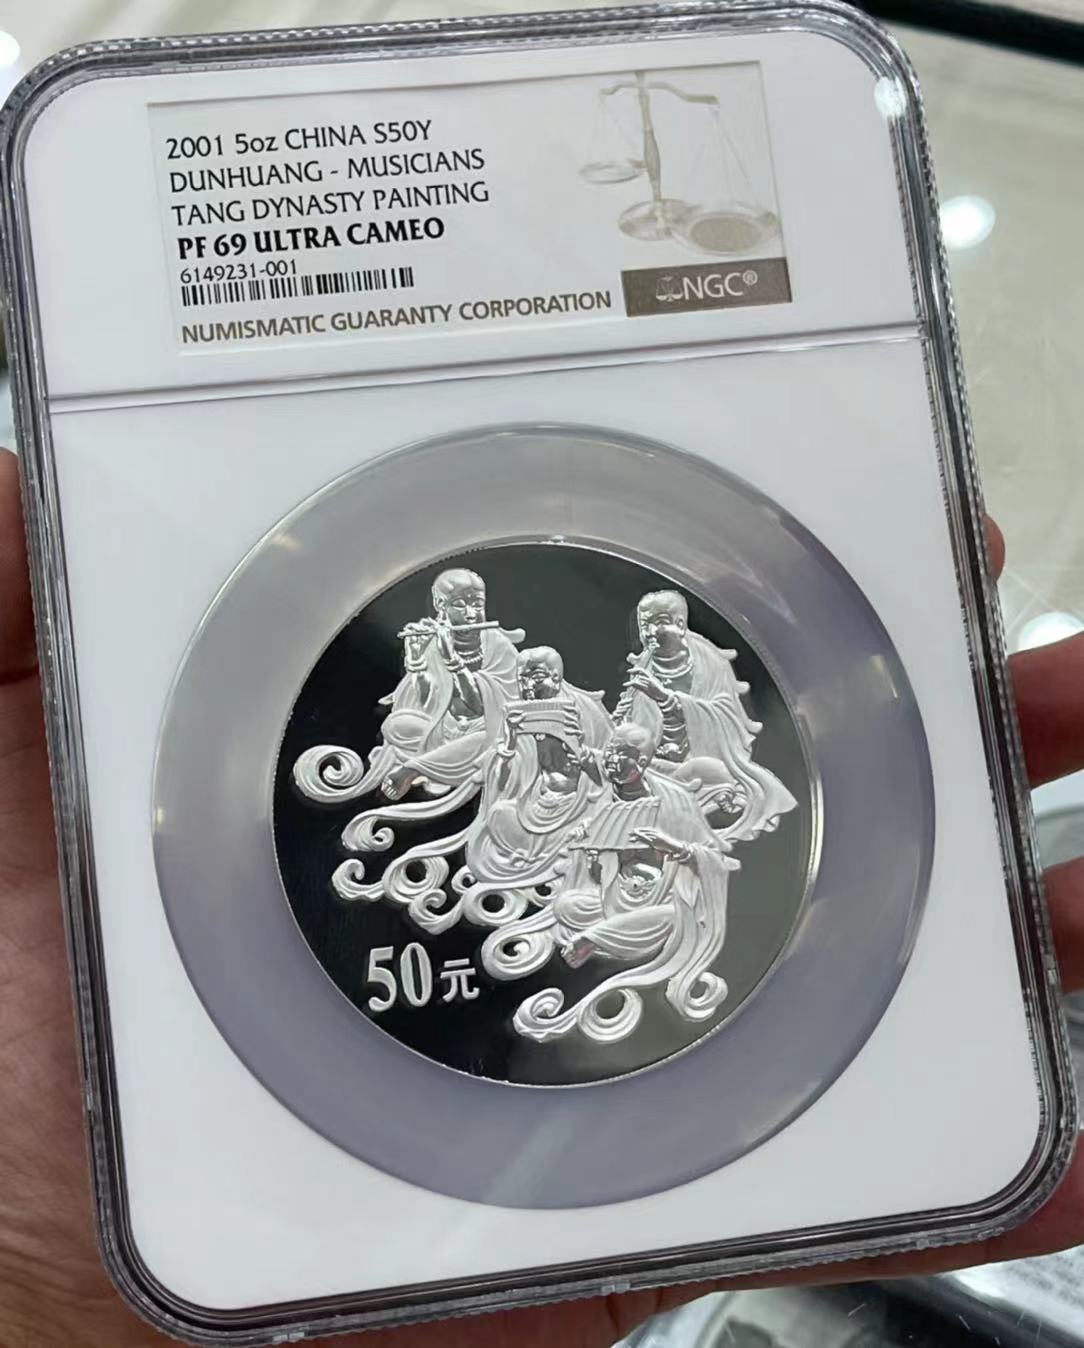 2001 5oz CHINA S50Y
DUNHUANG - MUSICIANS
TANG DYNASTY PAINTING
PF 69 ULTRA CAMEO
6149231-001
NUMISMATIC GUARANTY CORPORATION
NGC®
50元